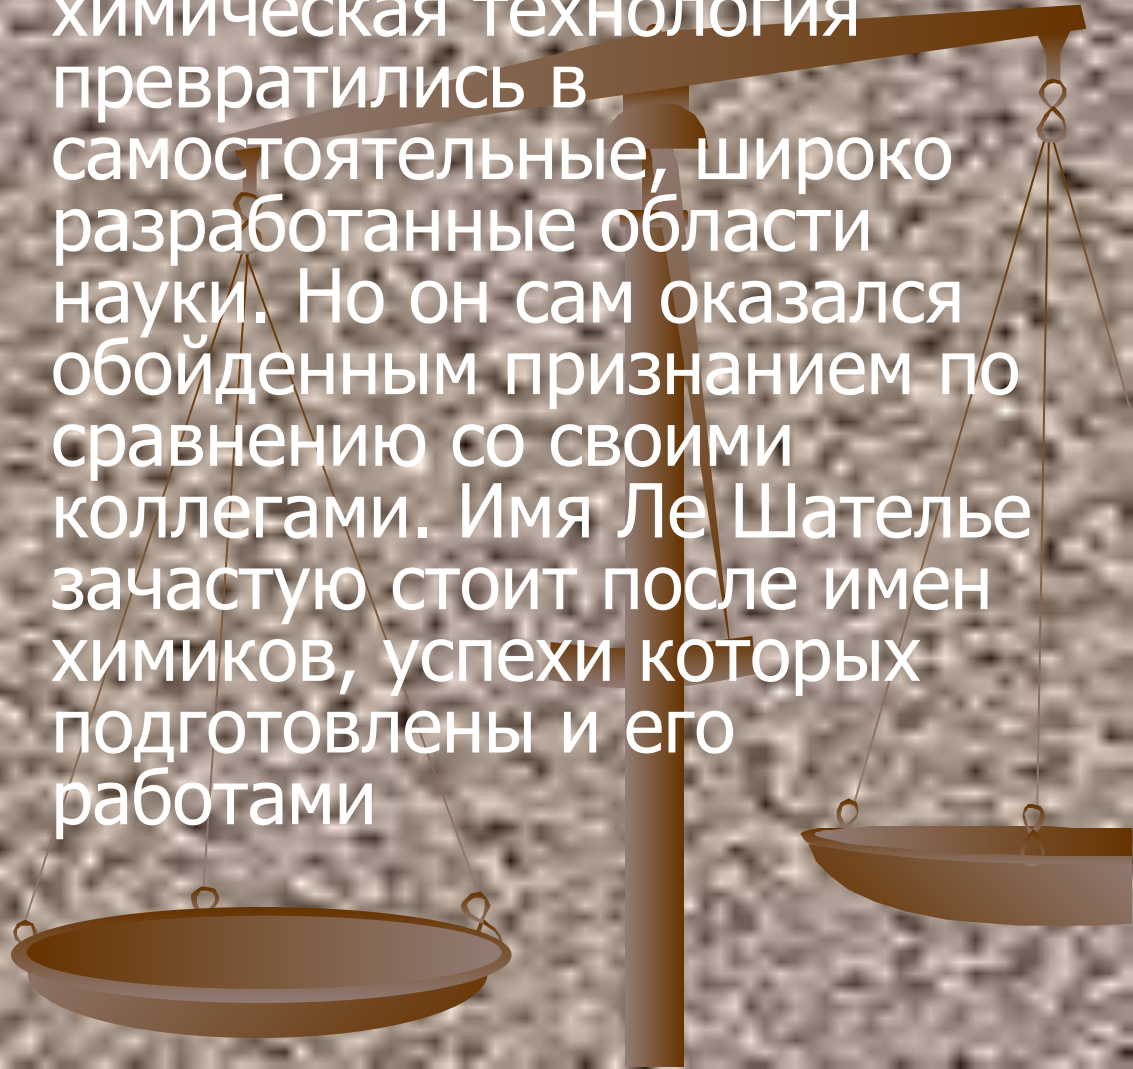 химическая технология
превратились в
самостоятельные, широко
разработанные области
науки. Но он сам оказался
обойденным признанием по
сравнению со своими
коллегами. Имя Ле Шателье
зачастую стоит после имен
химиков, успехи которых
подготовлены и его
работами